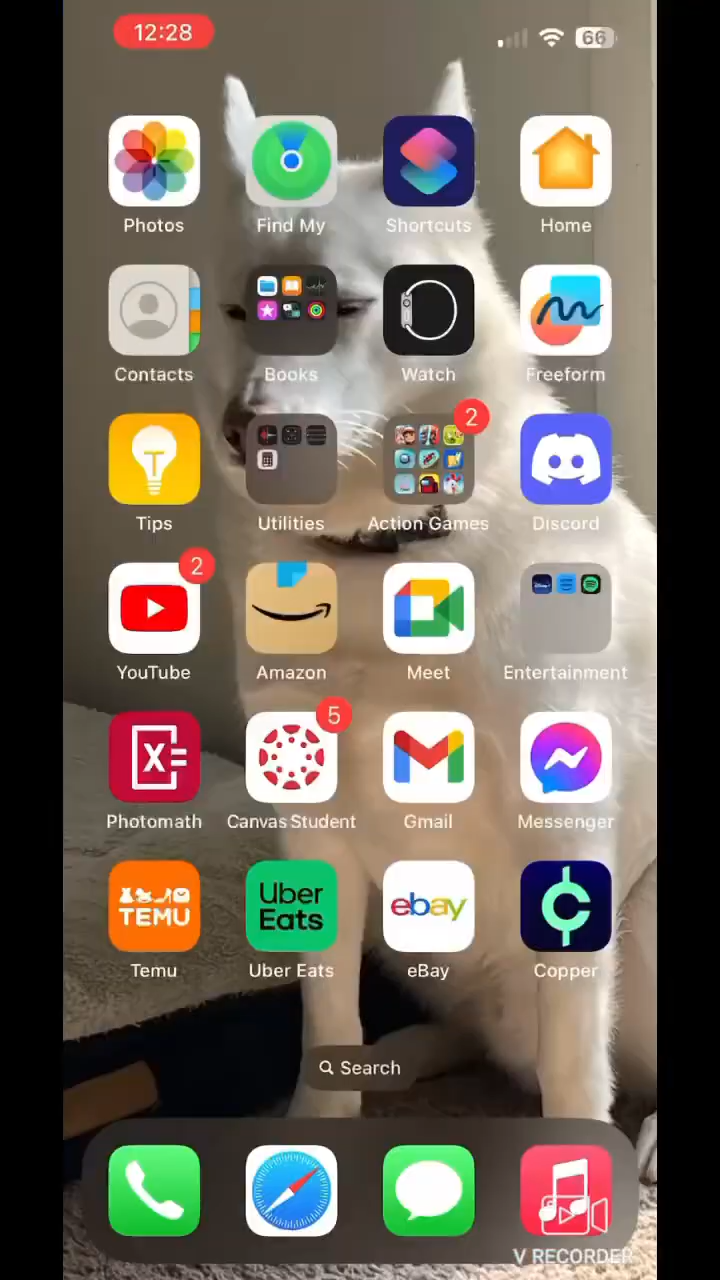 12:28
66
Photos
Find My
Shortcuts
Home
Contacts
Books
Watch
Freeform
2
T
Tips
Utilities
Action Games
Discord
2
YouTube
Amazon
Meet
Entertainment
X=
5
Photomath
Canvas Student
Gmail
Messenger
TEMU
Uber
Eats
ebay
Temu
Uber Eats
eBay
Copper
Search
V RECORDER